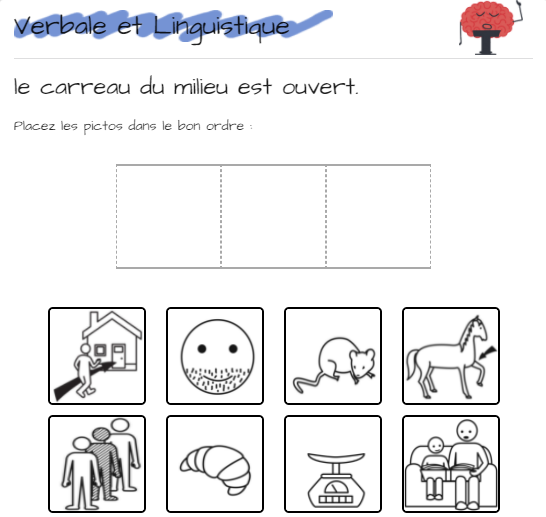 Verbale et Linguistique
le carreau du milieu est ouvert.
Placez les pictos dans le bon ordre :